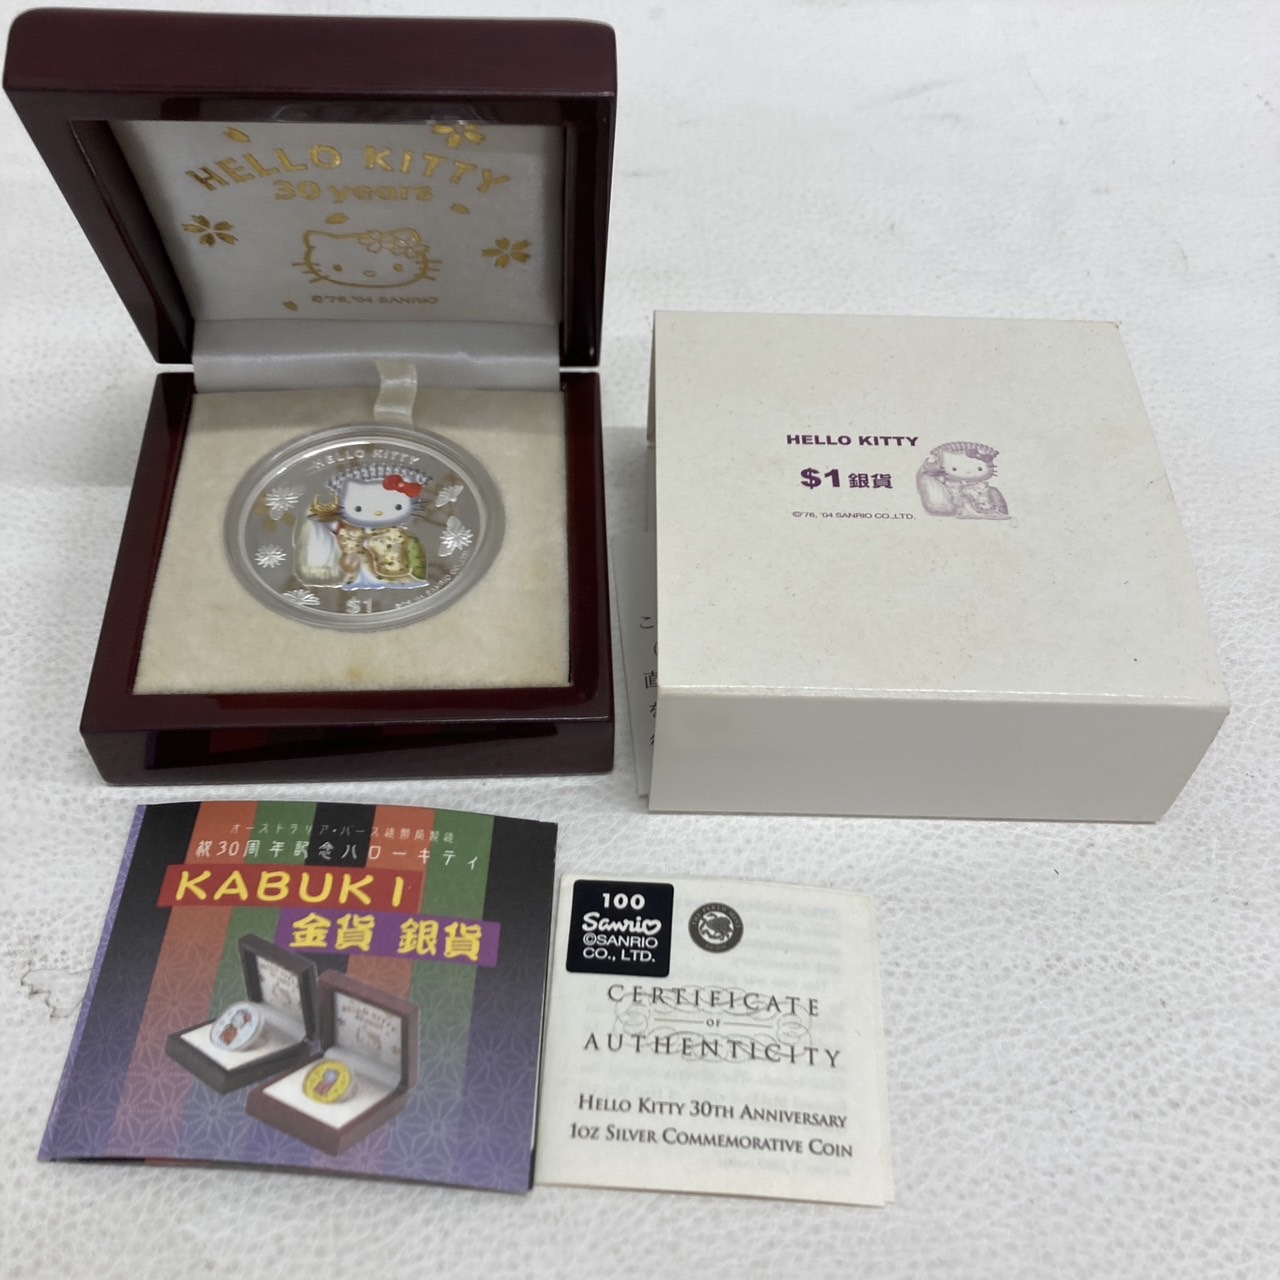 HELLO KITTY
30 years
©'76,'04 SANRIO
HELLO KITTY
$1
HELLO KITTY
$1 銀貨
©'76, '04 SANRIO CO.,LTD.
こ
直
オーストラリア・パース造幣局製造
祝30周年記念ハローキティ
KABUKI
金貨 銀貨
100
Sanrio
©SANRIO
CO., LTD.
CERTIFICATE
OF
AUTHENTICITY
HELLO KITTY 30TH ANNIVERSARY
1OZ SILVER COMMEMORATIVE COIN